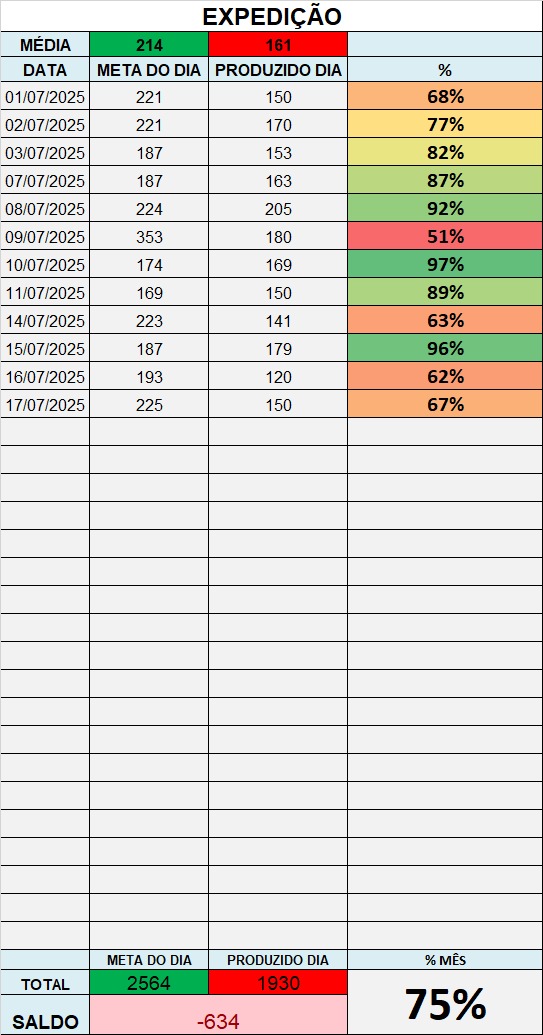 EXPEDIÇÃO
MÉDIA 214 161
DATA META DO DIA PRODUZIDO DIA %
01/07/2025 221 150 68%
02/07/2025 221 170 77%
03/07/2025 187 153 82%
07/07/2025 187 163 87%
08/07/2025 224 205 92%
09/07/2025 353 180 51%
10/07/2025 174 169 97%
11/07/2025 169 150 89%
14/07/2025 223 141 63%
15/07/2025 187 179 96%
16/07/2025 193 120 62%
17/07/2025 225 150 67%
META DO DIA PRODUZIDO DIA % MÊS
TOTAL 2564 1930 75%
SALDO -634